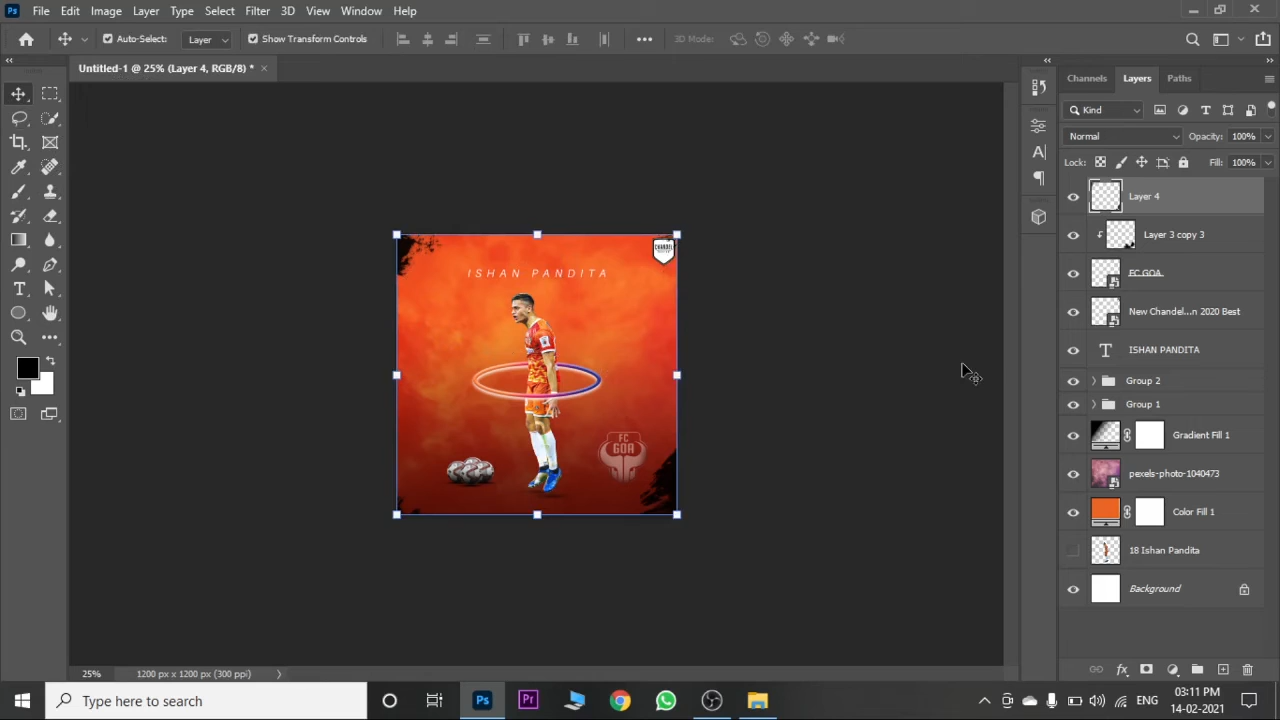 Ps File Edit Image Layer Type Select Filter 3D View Window Help
Auto-Select: Layer Show Transform Controls 3D Mode:
Untitled-1 @ 25% (Layer 4, RGB/8) *
Channels Layers Paths
Kind
Normal Opacity: 100%
Lock: Fill: 100%
Layer 4
Layer 3 copy 3
FC GOA
New Chandel...n 2020 Best
ISHAN PANDITA
Group 2
Group 1
Gradient Fill 1
pexels-photo-1040473
Color Fill 1
18 Ishan Pandita
Background
CHANDEL
ISHAN PANDITA
FC
GOA
25% 1200 px x 1200 px (300 ppi)
Type here to search
Ps Pr
ENG
03:11 PM
14-02-2021